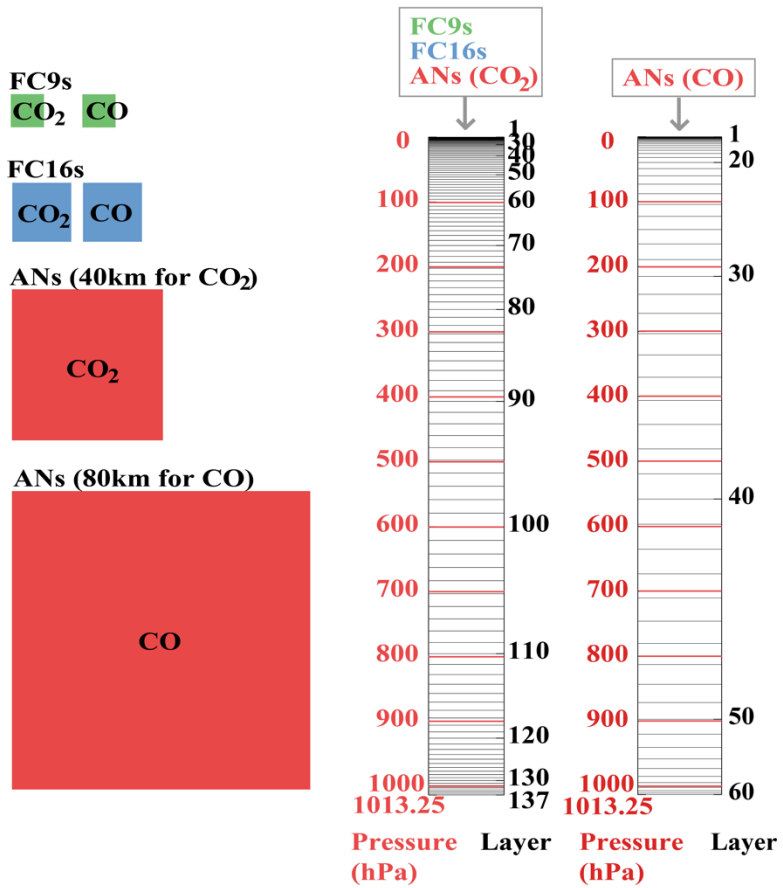 FC9s
CO2 CO
FC16s
CO2 CO
ANs (40km for CO2)
CO2
ANs (80km for CO)
CO
FC9s
FC16s
ANs (CO2)
0
100
200
300
400
500
600
700
800
900
1000
1013.25
Pressure
(hPa)
1
30
40
50
60
70
80
90
100
110
120
130
137
Layer
ANs (CO)
0
100
200
300
400
500
600
700
800
900
1000
1013.25
Pressure
(hPa)
1
20
30
40
50
60
Layer